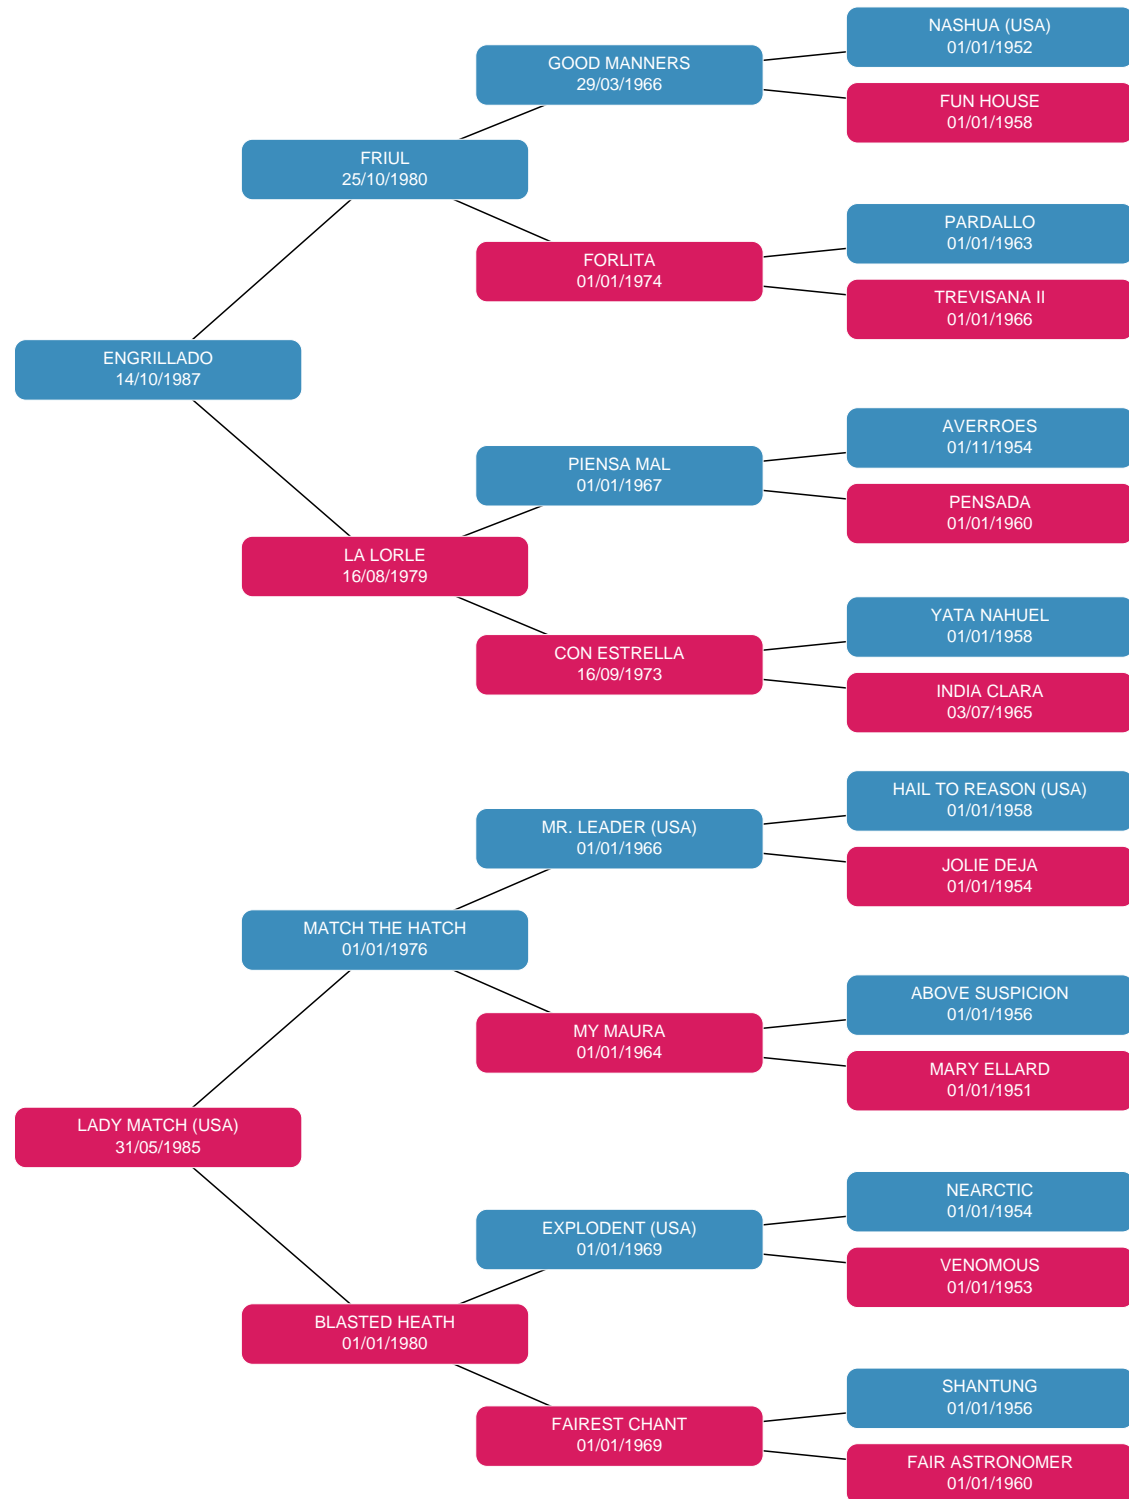 NASHUA (USA)
01/01/1952
GOOD MANNERS
29/03/1966
FUN HOUSE
01/01/1958
FRIUL
25/10/1980
PARDALLO
01/01/1963
FORLITA
01/01/1974
TREVISANA II
01/01/1966
ENGRILLADO
14/10/1987
AVERROES
01/11/1954
PIENSA MAL
01/01/1967
PENSADA
01/01/1960
LA LORLE
16/08/1979
YATA NAHUEL
01/01/1958
CON ESTRELLA
16/09/1973
INDIA CLARA
03/07/1965
HAIL TO REASON (USA)
01/01/1958
MR. LEADER (USA)
01/01/1966
JOLIE DEJA
01/01/1954
MATCH THE HATCH
01/01/1976
ABOVE SUSPICION
01/01/1956
MY MAURA
01/01/1964
MARY ELLARD
01/01/1951
LADY MATCH (USA)
31/05/1985
NEARCTIC
01/01/1954
EXPLODENT (USA)
01/01/1969
VENOMOUS
01/01/1953
BLASTED HEATH
01/01/1980
SHANTUNG
01/01/1956
FAIREST CHANT
01/01/1969
FAIR ASTRONOMER
01/01/1960